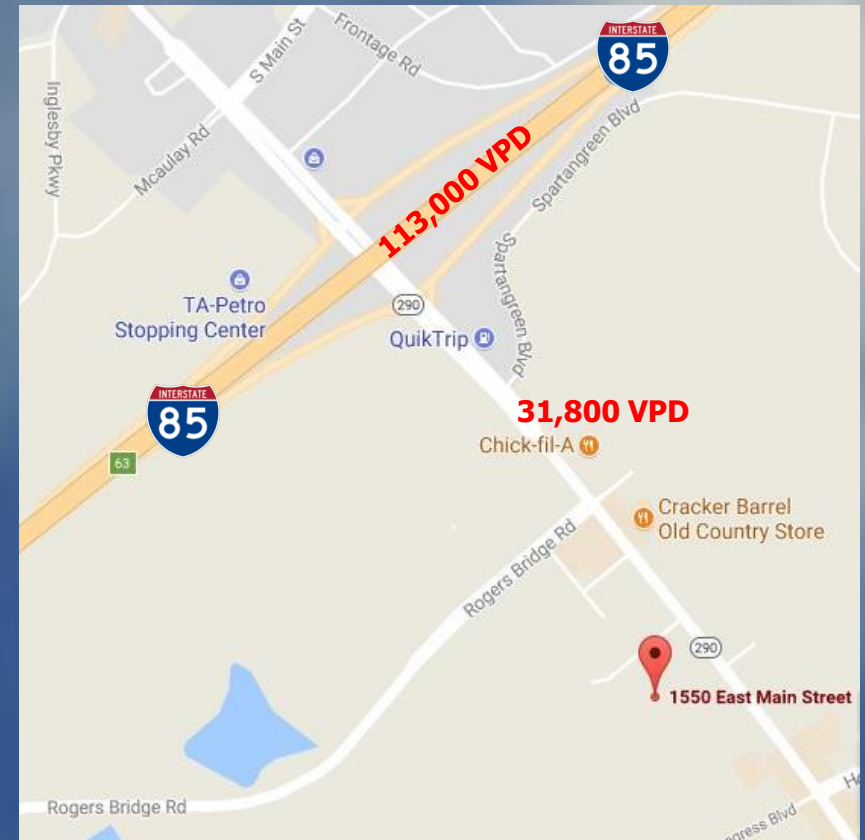 Frontage Rd
S Main St
INTERSTATE
85
Inglesby Pkwy
Mcaulay Rd
Spartangreen Blvd
113,000 VPD
TA-Petro
Stopping Center
290
Spartangreen Blvd
QuikTrip
INTERSTATE
85
31,800 VPD
Chick-fil-A
63
Cracker Barrel
Old Country Store
Rogers Bridge Rd
290
1550 East Main Street
Rogers Bridge Rd
Blvd